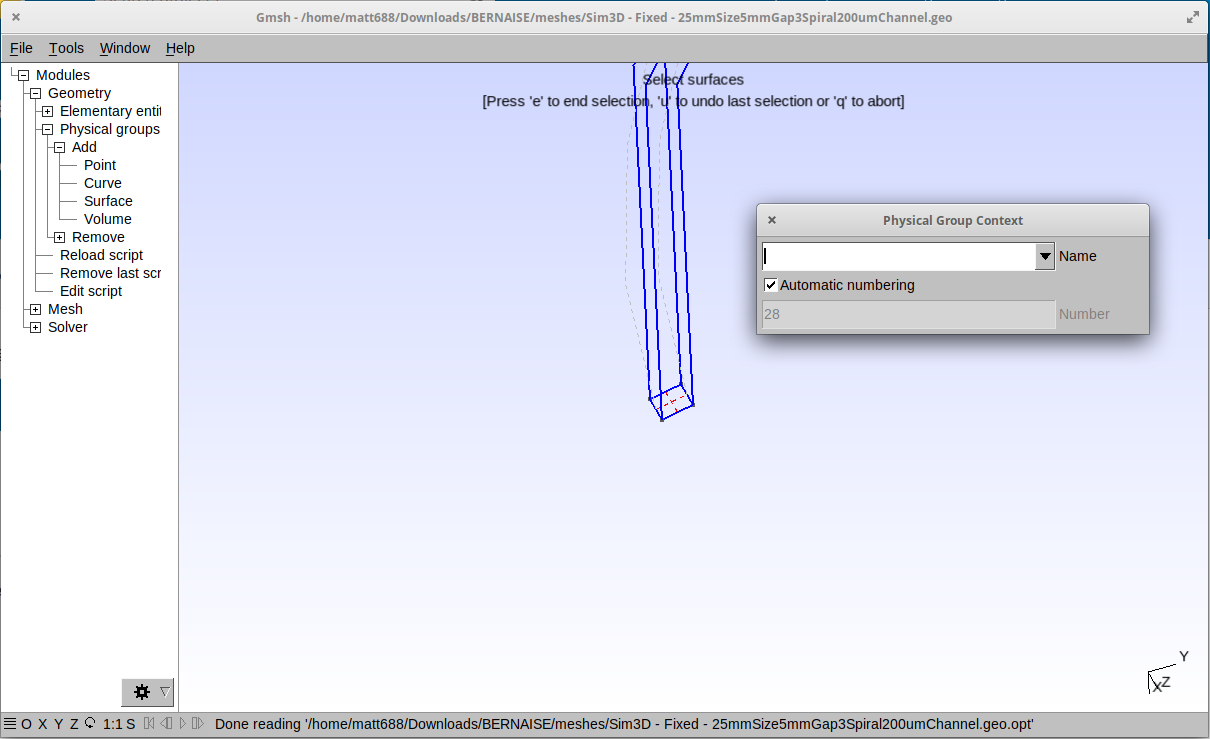 Gmsh - /home/matt688/Downloads/BERNAISE/meshes/Sim3D - Fixed - 25mmSize5mmGap3Spiral200umChannel.geo
File Tools Window Help
Modules
Geometry
Elementary entit
Physical groups
Add
Point
Curve
Surface
Volume
Remove
Reload script
Remove last scr
Edit script
Mesh
Solver
Select surfaces
[Press 'e' to end selection, 'u' to undo last selection or 'q' to abort]
Physical Group Context
Name
Automatic numbering
28 Number
Y
X Z
O X Y Z 1:1 S Done reading '/home/matt688/Downloads/BERNAISE/meshes/Sim3D - Fixed - 25mmSize5mmGap3Spiral200umChannel.geo.opt'